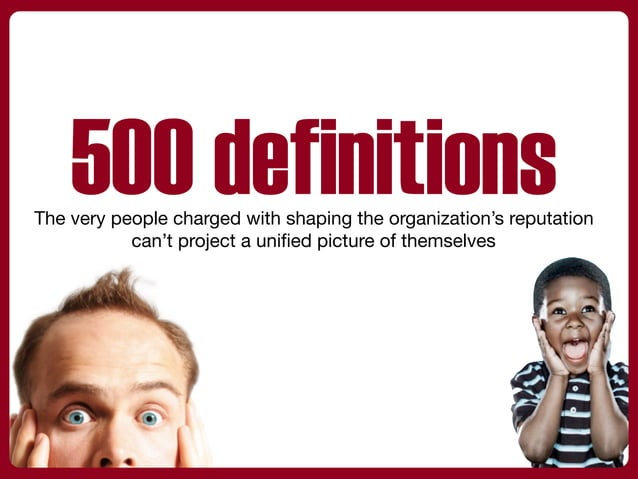 500 definitions
The very people charged with shaping the organization’s reputation
can’t project a unified picture of themselves